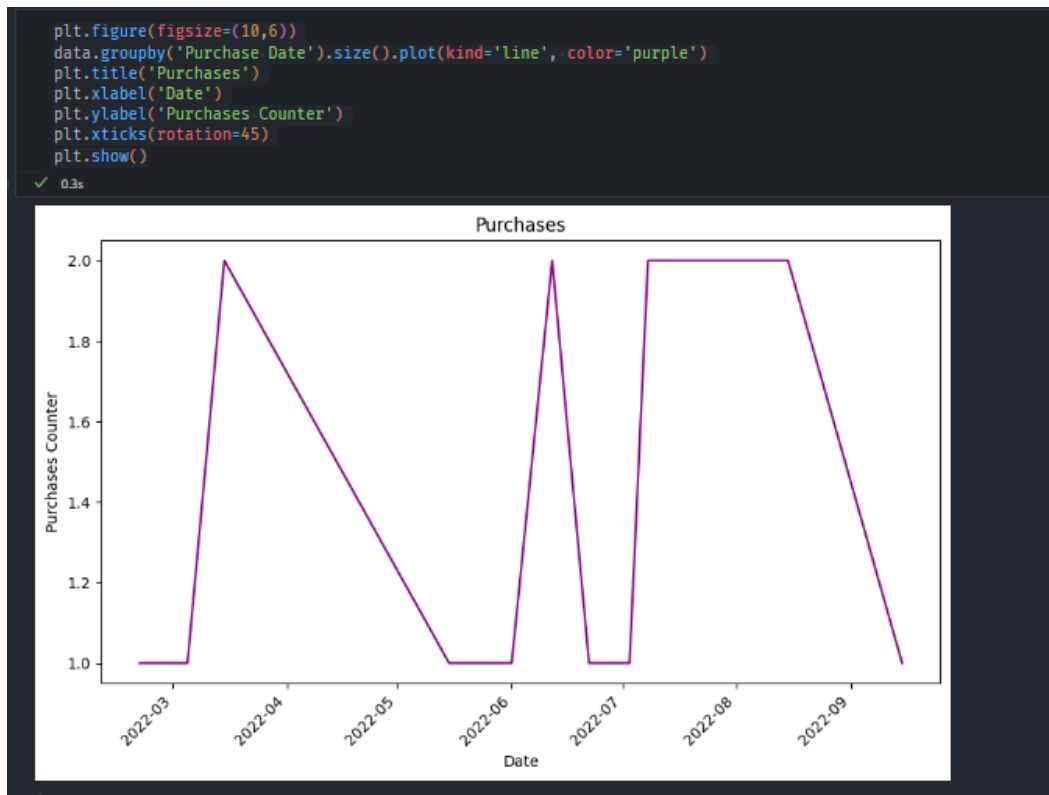 plt.figure(figsize=(10,6))
data.groupby('Purchase Date').size().plot(kind='line', color='purple')
plt.title('Purchases')
plt.xlabel('Date')
plt.ylabel('Purchases Counter')
plt.xticks(rotation=45)
plt.show()
0.3s
Purchases
2.0
1.8
1.6
1.4
1.2
1.0
Purchases Counter
2022-03
2022-04
2022-05
2022-06
2022-07
2022-08
2022-09
Date